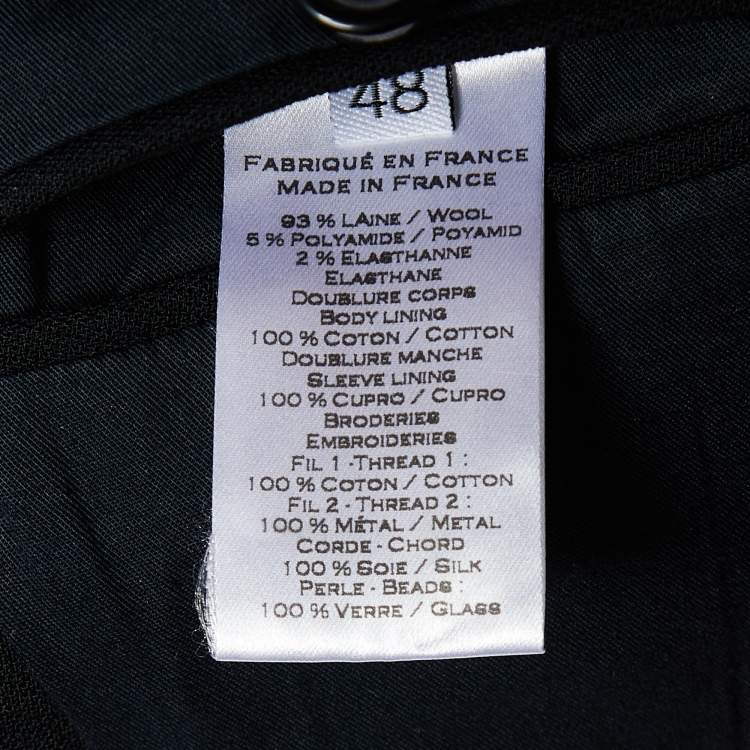 48
FABRIQUÉ EN FRANCE
MADE IN FRANCE
93 % LAINE / WOOL
5 % POLYAMIDE / POYAMID
2 % ELASTHANNE
ELASTHANE
DOUBLURE CORPS
BODY LINING
100 % COTON / COTTON
DOUBLURE MANCHE
SLEEVE LINING
100 % CUPRO / CUPRO
BRODERIES
EMBROIDERIES
FIL 1 - THREAD 1 :
100 % COTON / COTTON
FIL 2 - THREAD 2 :
100 % MÉTAL / METAL
CORDE - CHORD
100 % SOIE / SILK
PERLE - BEADS :
100 % VERRE / GLASS